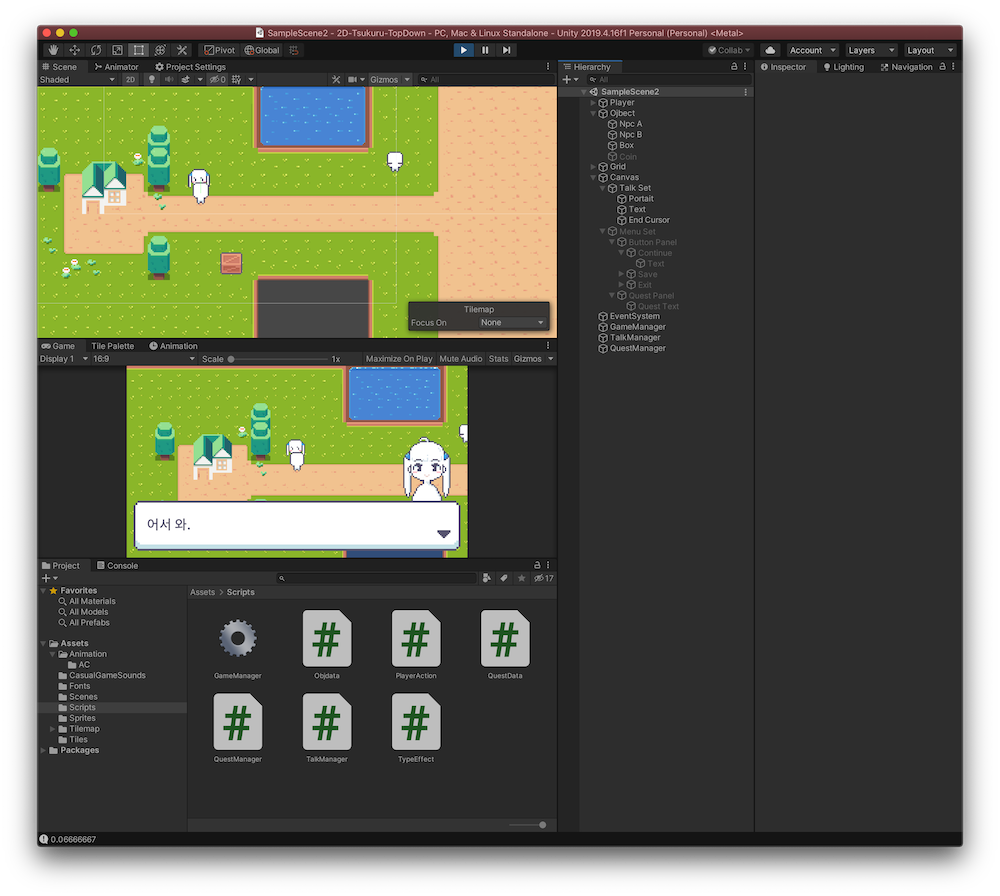 SampleScene2 - 2D-Tsukuru-TopDown - PC, Mac & Linux Standalone - Unity 2019.4.16f1 Personal (Personal) <Metal>
Pivot Global Collab Account Layers Layout
Scene Animator Project Settings
Shaded 2D 0 Gizmos All
Tilemap
Focus On None
Game Tile Palette Animation
Display 1 16:9 Scale 1x Maximize On Play Mute Audio Stats Gizmos
어서 와.
Hierarchy
All
SampleScene2
Player
Ojbect
Npc A
Npc B
Box
Coin
Grid
Canvas
Talk Set
Portait
Text
End Cursor
Menu Set
Button Panel
Continue
Text
Save
Exit
Quest Panel
Quest Text
EventSystem
GameManager
TalkManager
QuestManager
Inspector Lighting Navigation
Project Console
17
Favorites
All Materials
All Models
All Prefabs
Assets
Animation
AC
CasualGameSounds
Fonts
Scenes
Scripts
Sprites
Tilemap
Tiles
Packages
Assets > Scripts
GameManager Objdata PlayerAction QuestData
QuestManager TalkManager TypeEffect
0.06666667